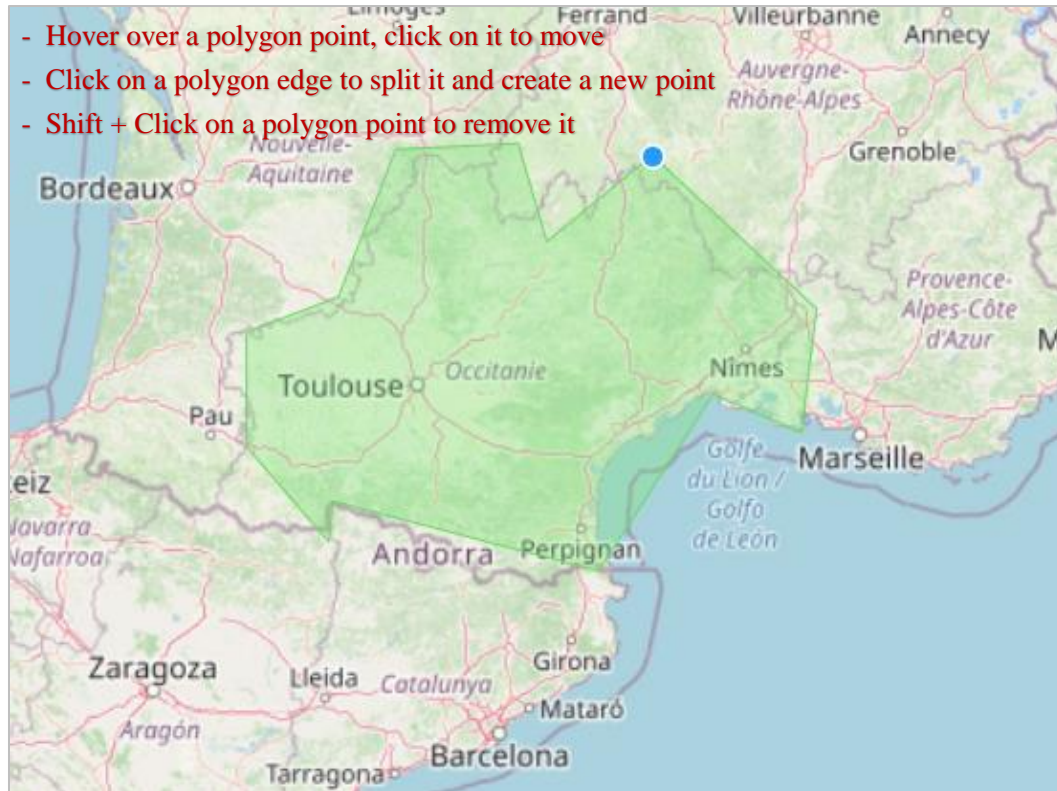 Limoges
Ferrand
Villeurbanne
Annecy
- Hover over a polygon point, click on it to move
- Click on a polygon edge to split it and create a new point
- Shift + Click on a polygon point to remove it
Auvergne-
Rhône-Alpes
Grenoble
Nouvelle-
Aquitaine
Bordeaux
Provence-
Alpes-Côte
d'Azur
M
Nîmes
Occitanie
Toulouse
Pau
Marseille
Golfe
du Lion /
Golfo
de León
teiz
Navarra
Nafarroa
Andorra
Perpignan
Zaragoza
Lleida
Catalunya
Girona
Mataró
Aragón
Barcelona
Tarragona